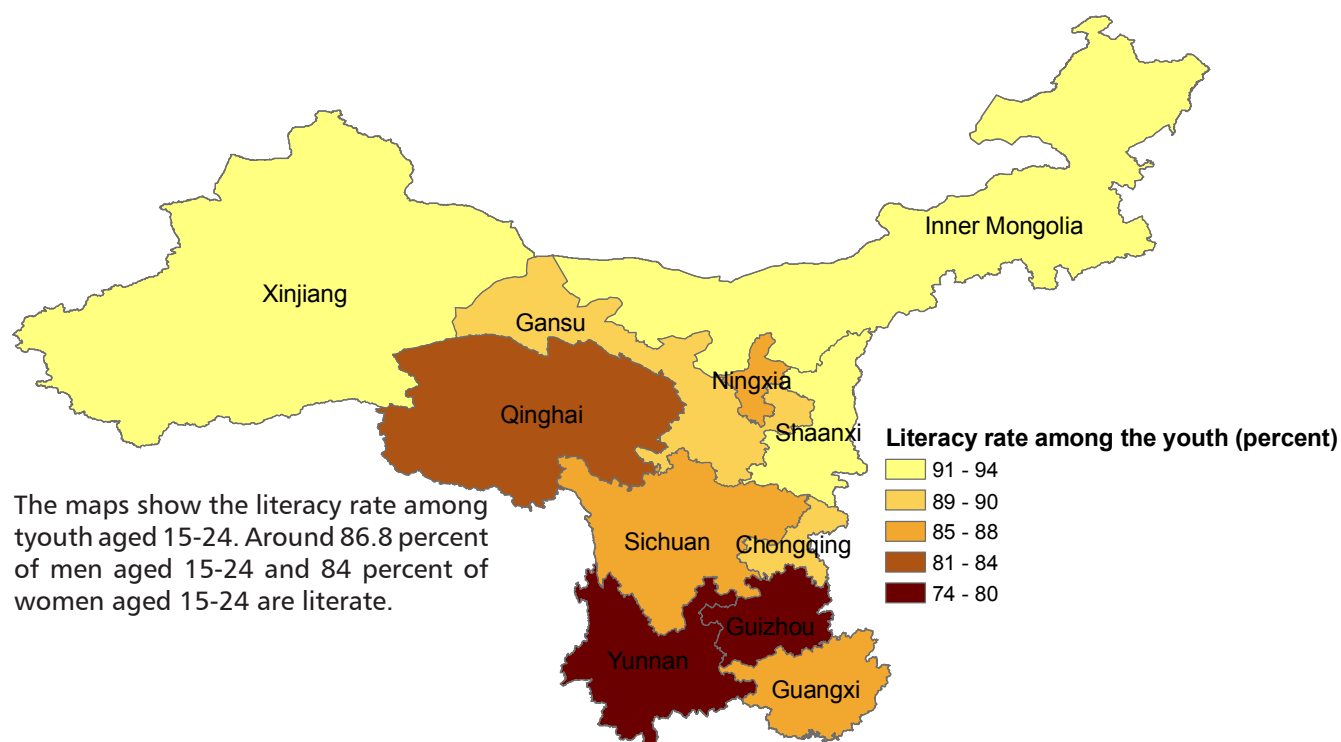 Inner Mongolia
Xinjiang
Gansu
Ningxia
Qinghai
Shaanxi
Literacy rate among the youth (percent)
91 - 94
89 - 90
85 - 88
81 - 84
74 - 80
The maps show the literacy rate among
tyouth aged 15-24. Around 86.8 percent
of men aged 15-24 and 84 percent of
women aged 15-24 are literate.
Sichuan
Chongqing
Guizhou
Yunnan
Guangxi